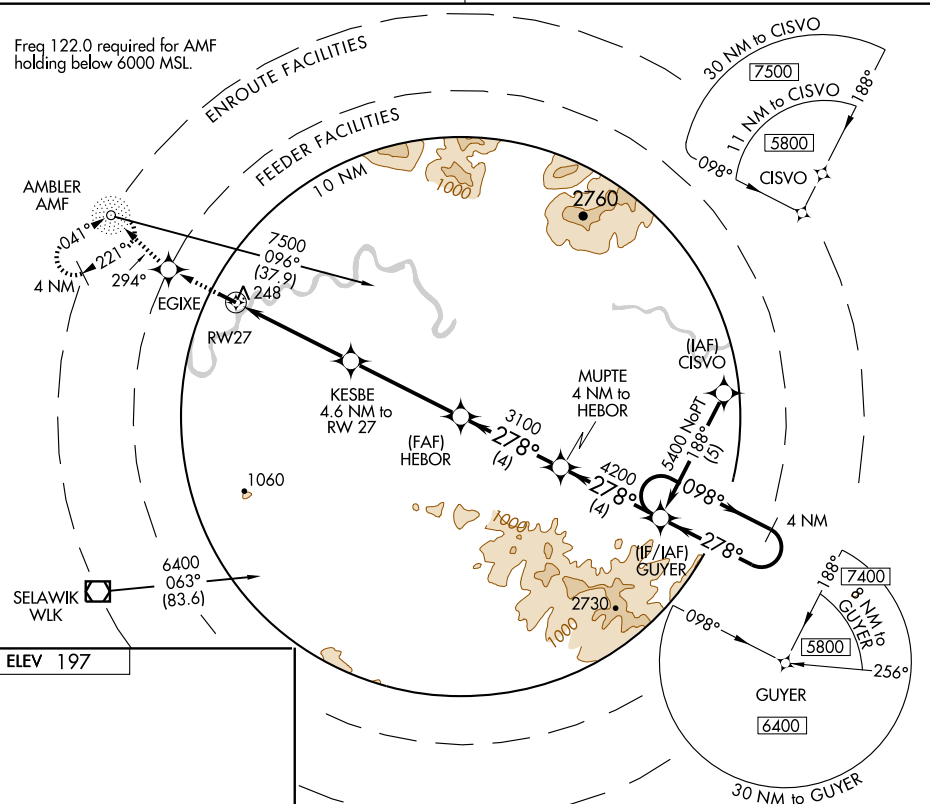 Freq 122.0 required for AMF
holding below 6000 MSL.
ENROUTE FACILITIES
FEEDER FACILITIES
10 NM
30 NM to CISVO
7500
11 NM to CISVO
5800
188°
098°
CISVO
AMBLER
AMF
041°
221°
4 NM
294°
EGIXE
7500
096°
(37.9)
248
RW27
1000
2760
KESBE
4.6 NM to
RW 27
(FAF)
HEBOR
3100
278°
(4)
MUPTE
4 NM to
HEBOR
4200
278°
(4)
(IAF)
CISVO
5400 NoPT
188°
(5)
098°
278°
4 NM
(IF/IAF)
GUYER
1060
1000
2730
1000
SELAWIK
WLK
6400
063°
(83.6)
ELEV 197
188°
7400
8 NM to
GUYER
5800
098°
256°
GUYER
6400
30 NM to GUYER